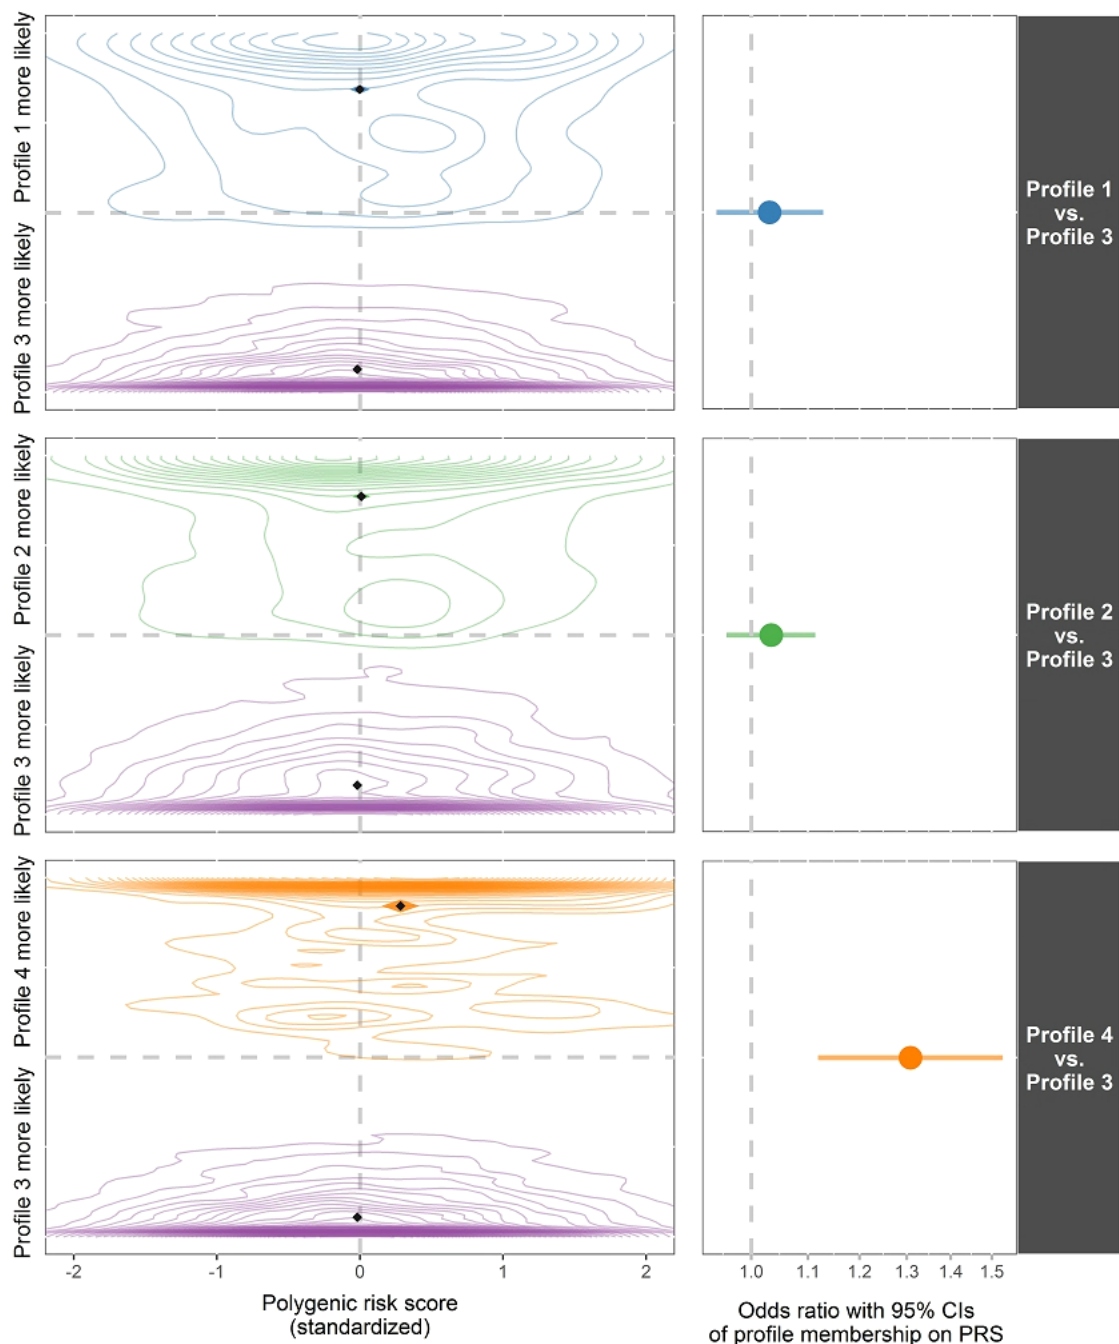 Profile 1 more likely
Profile 3 more likely
Profile 1
vs.
Profile 3
Profile 2 more likely
Profile 3 more likely
Profile 2
vs.
Profile 3
Profile 4 more likely
Profile 3 more likely
Profile 4
vs.
Profile 3
-2 -1 0 1 2
1.0 1.1 1.2 1.3 1.4 1.5
Polygenic risk score
(standardized)
Odds ratio with 95% CIs
of profile membership on PRS